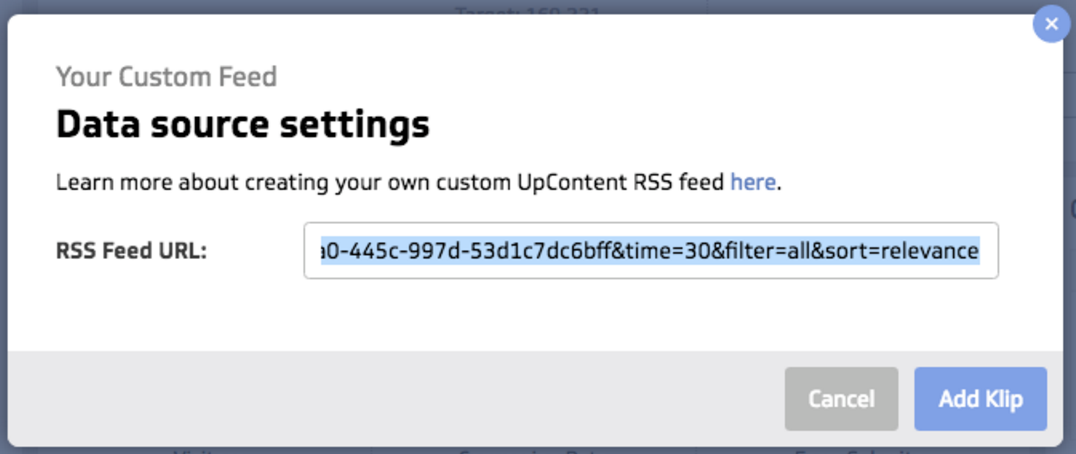 Your Custom Feed
Data source settings
Learn more about creating your own custom UpContent RSS feed here.
RSS Feed URL:
a0-445c-997d-53d1c7dc6bff&time=30&filter=all&sort=relevance
Cancel
Add Klip